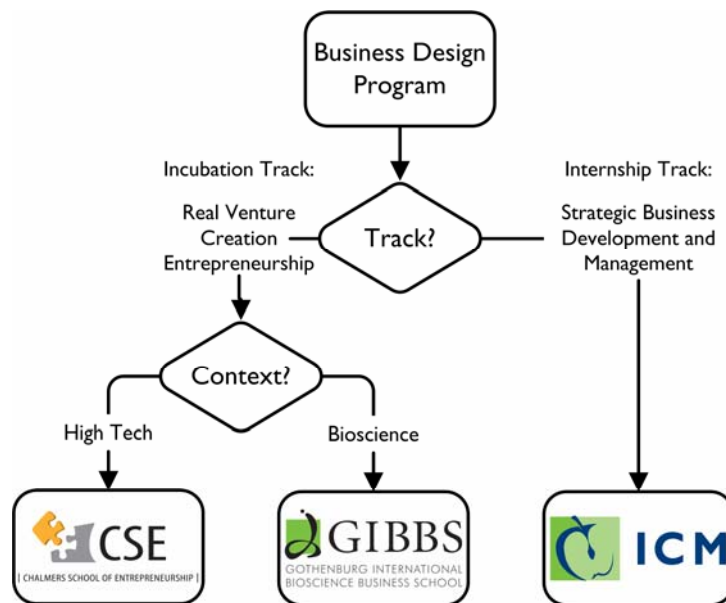 Business Design
Program
Incubation Track:
Internship Track:
Real Venture
Creation
Entrepreneurship
Track?
Strategic Business
Development and
Management
Context?
High Tech
Bioscience
CSE
| CHALMERS SCHOOL OF ENTREPRENEURSHIP |
GIBBS
GOTHENBURG INTERNATIONAL
BIOSCIENCE BUSINESS SCHOOL
ICM